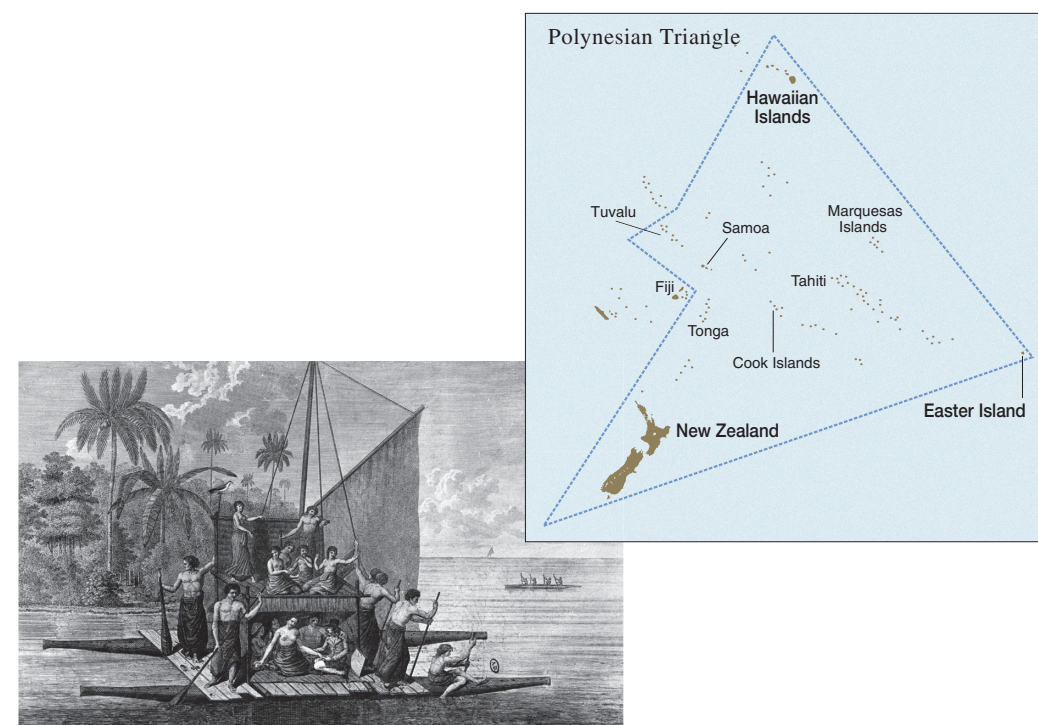 Polynesian Triangle
Hawaiian
Islands
Tuvalu
Samoa
Marquesas
Islands
Fiji
Tahiti
Tonga
Cook Islands
Easter Island
New Zealand